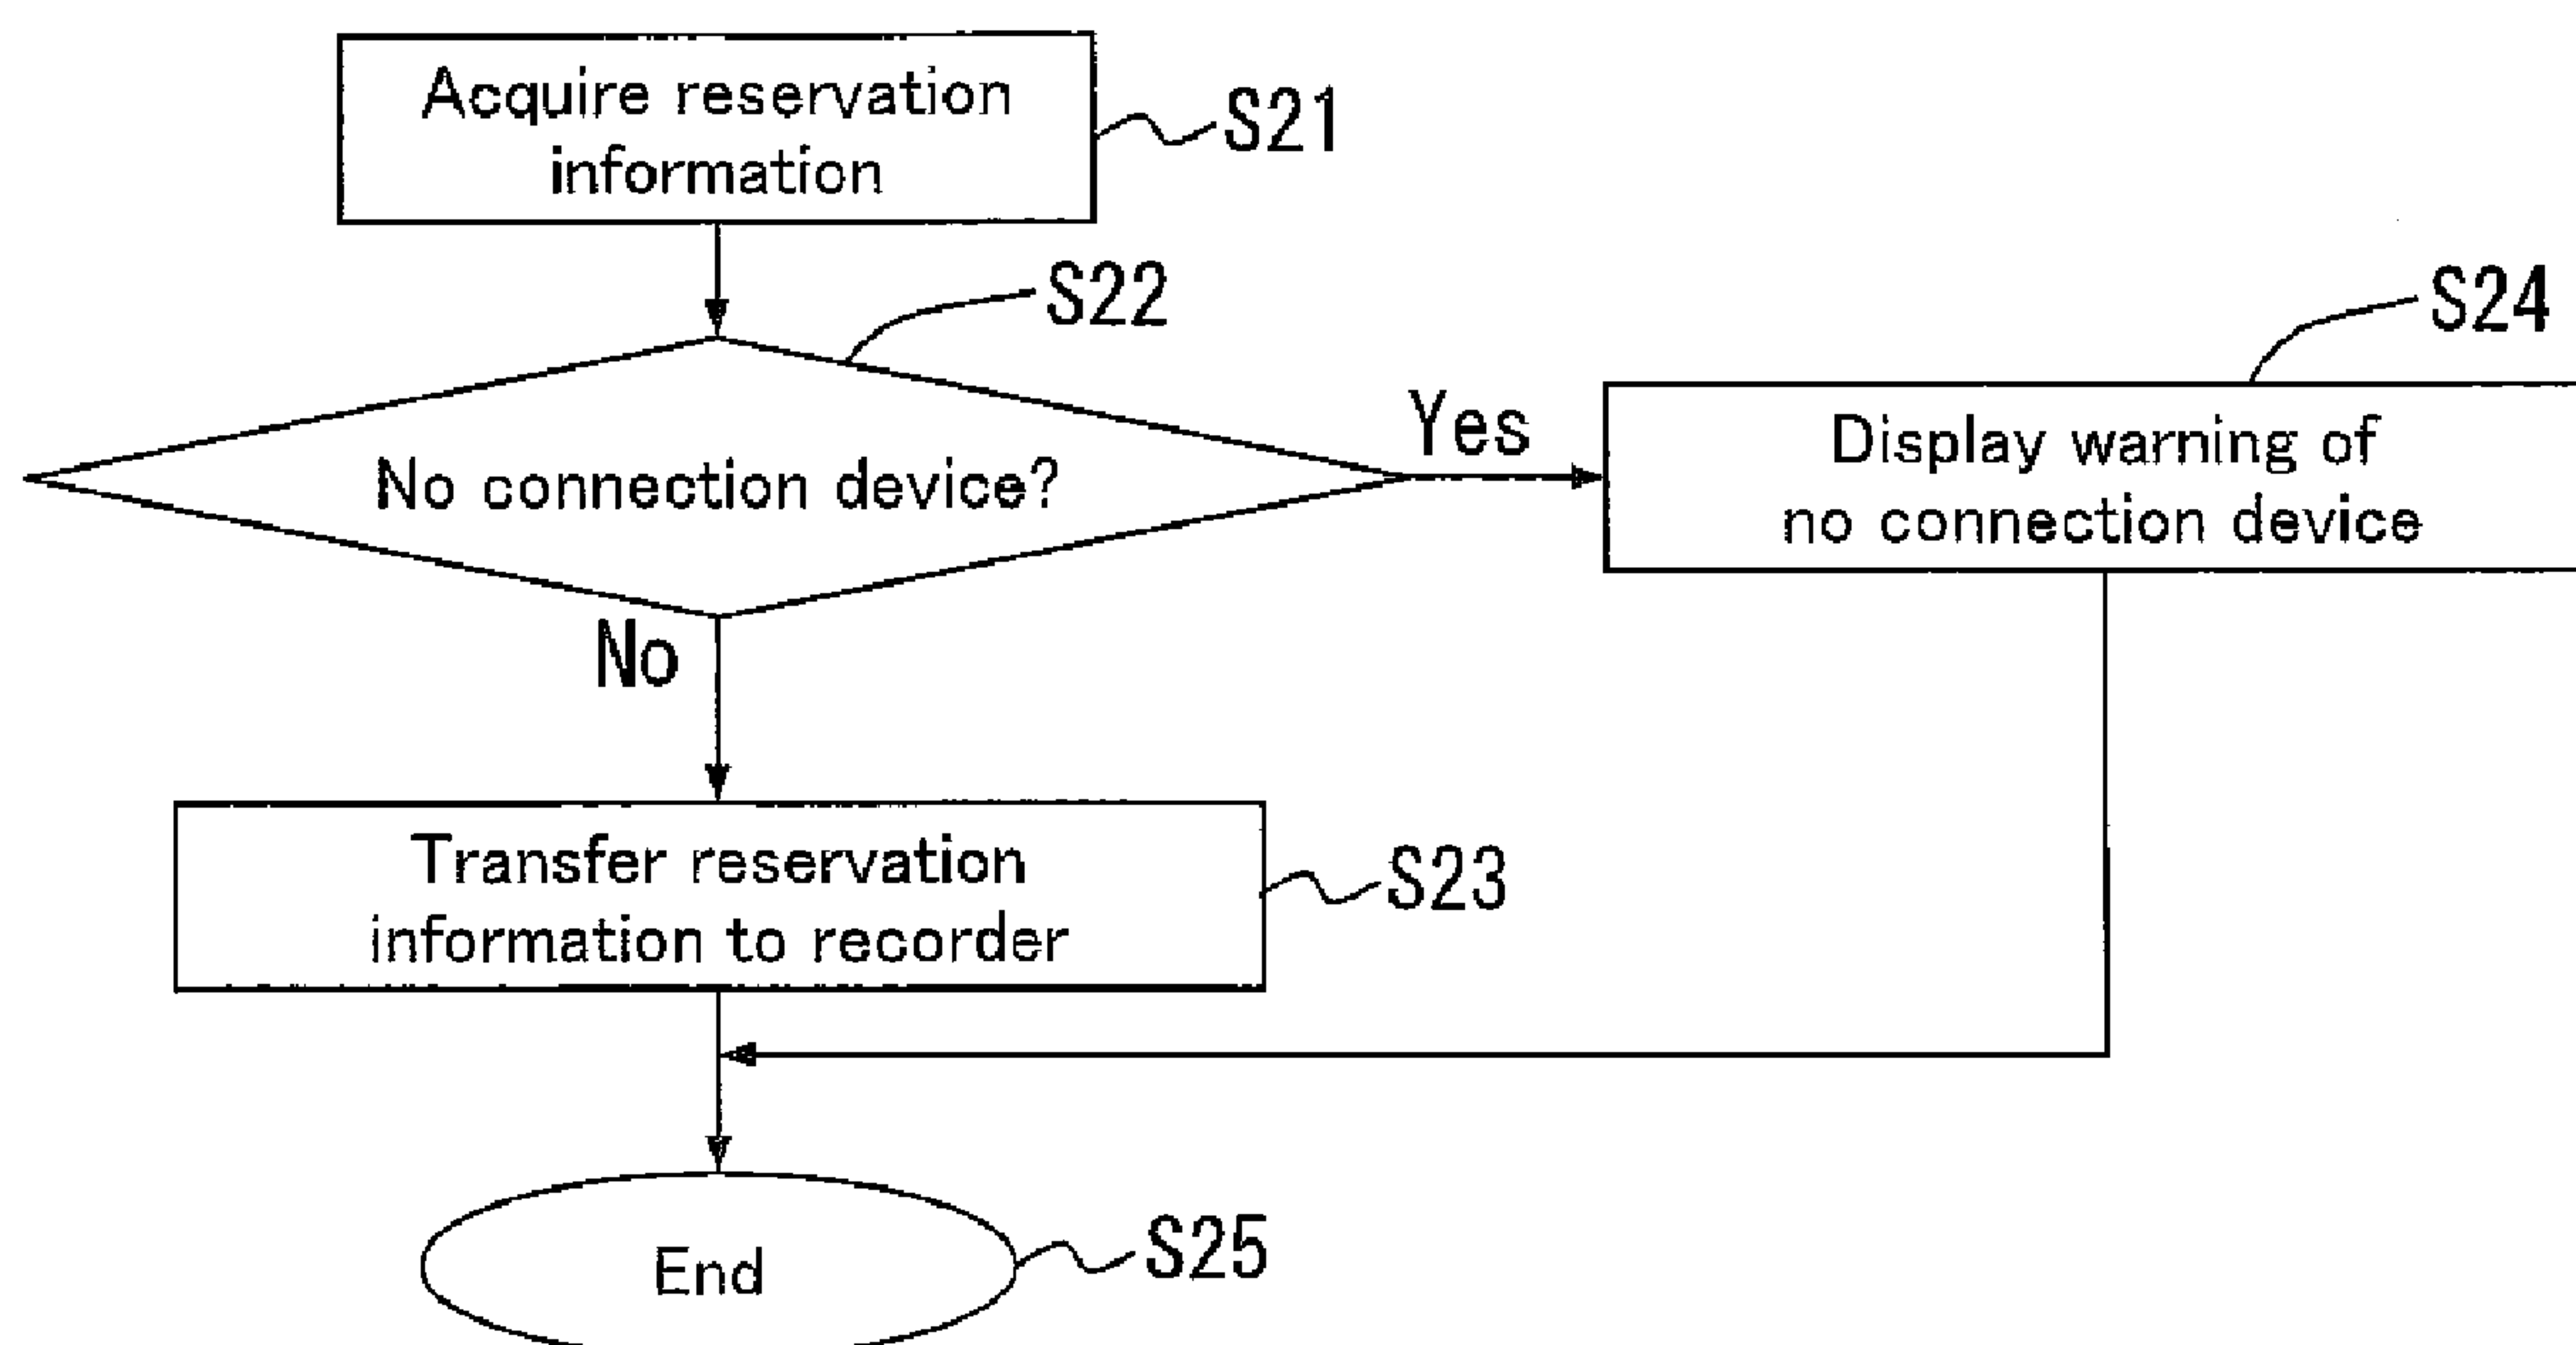 Acquire reservation
information
S21
S22
S24
No connection device?
Yes
Display warning of
no connection device
No
Transfer reservation
information to recorder
S23
End
S25